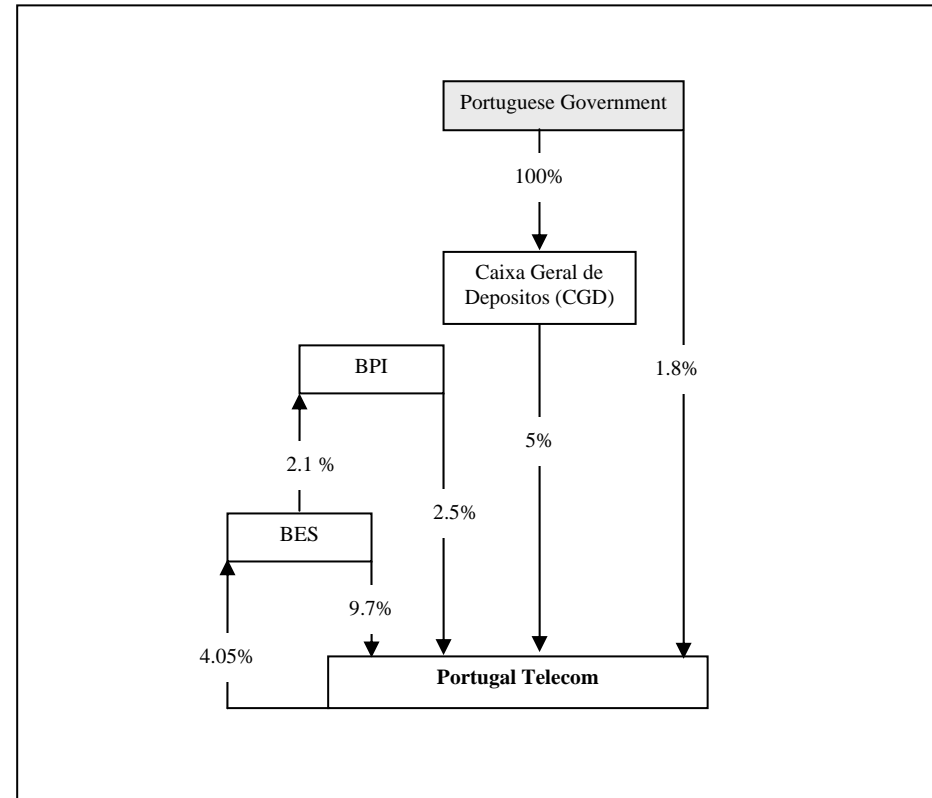 Portuguese Government
100%
Caixa Geral de
Depositos (CGD)
BPI
1.8%
5%
2.1 %
2.5%
BES
9.7%
4.05%
Portugal Telecom